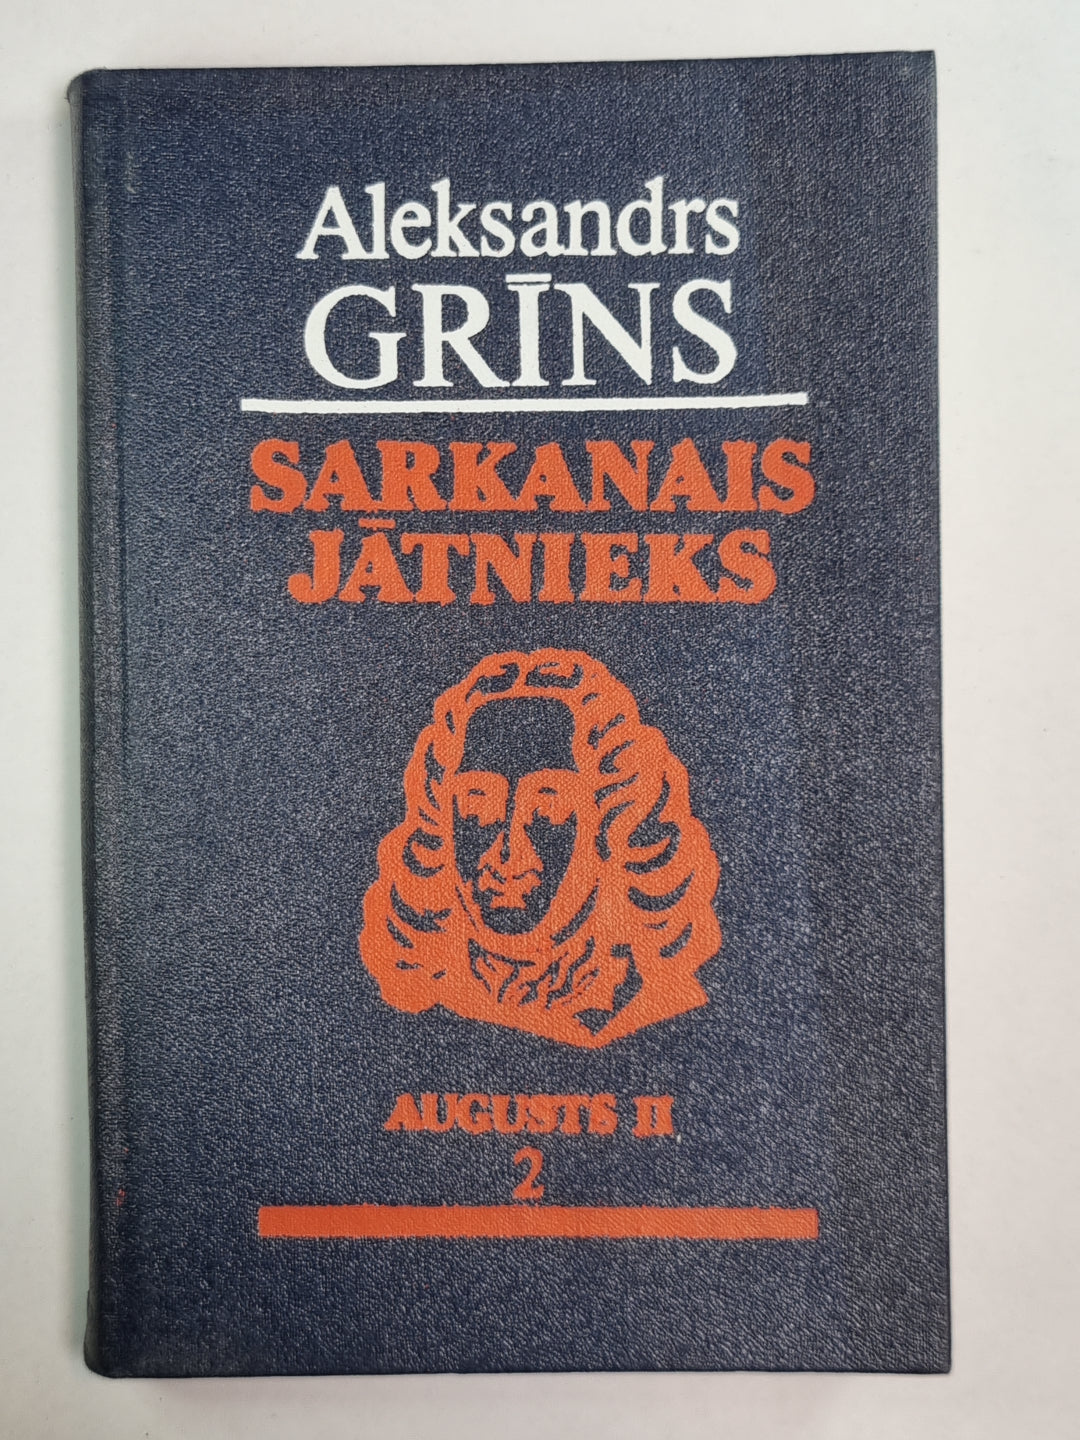 Aleksandrs
GRĪNS
SARKANAIS
JĀTNIEKS
AUGUSTS II
2